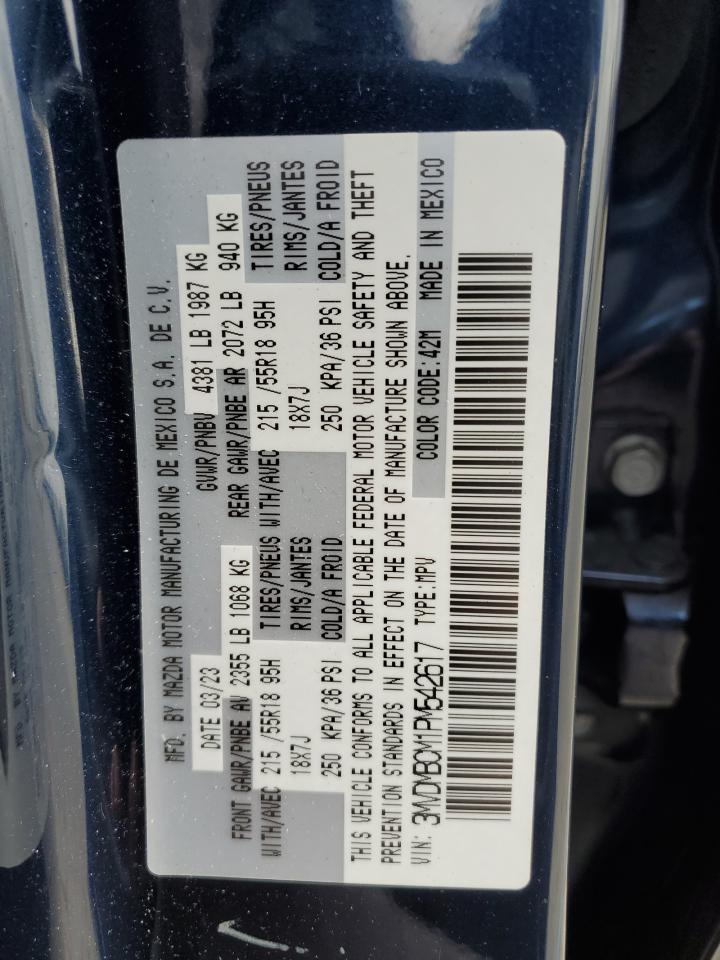 MFD. BY MAZDA MOTOR MANUFACTURING DE MEXICO S.A. DE C.V.
DATE 03/23 GVWR/PNBV 4381 LB 1987 KG
FRONT GAWR/PNBE AV 2355 LB 1068 KG REAR GAWR/PNBE AR 2072 LB 940 KG
WITH/AVEC 215 /55R18 95H TIRES/PNEUS WITH/AVEC 215 /55R18 95H TIRES/PNEUS
18X7J RIMS/JANTES 18X7J RIMS/JANTES
250 KPA/36 PSI COLD/A FROID 250 KPA/36 PSI COLD/A FROID
THIS VEHICLE CONFORMS TO ALL APPLICABLE FEDERAL MOTOR VEHICLE SAFETY AND THEFT
PREVENTION STANDARDS IN EFFECT ON THE DATE OF MANUFACTURE SHOWN ABOVE.
VIN: 3MVDMBCM1PM542617 TYPE:MPV COLOR CODE:42M MADE IN MEXICO